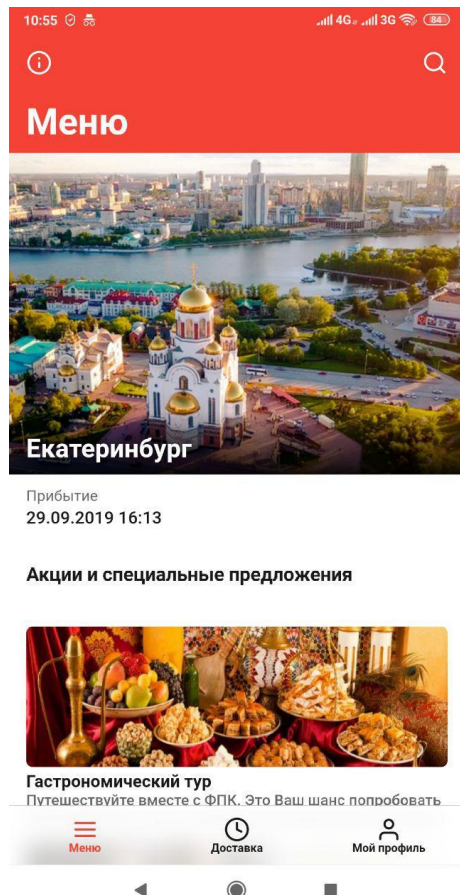 10:55 4G 3G 84
Меню
Екатеринбург
Прибытие
29.09.2019 16:13
Акции и специальные предложения
Гастрономический тур
Путешествуйте вместе с ФПК. Это Ваш шанс попробовать
Меню Доставка Мой профиль